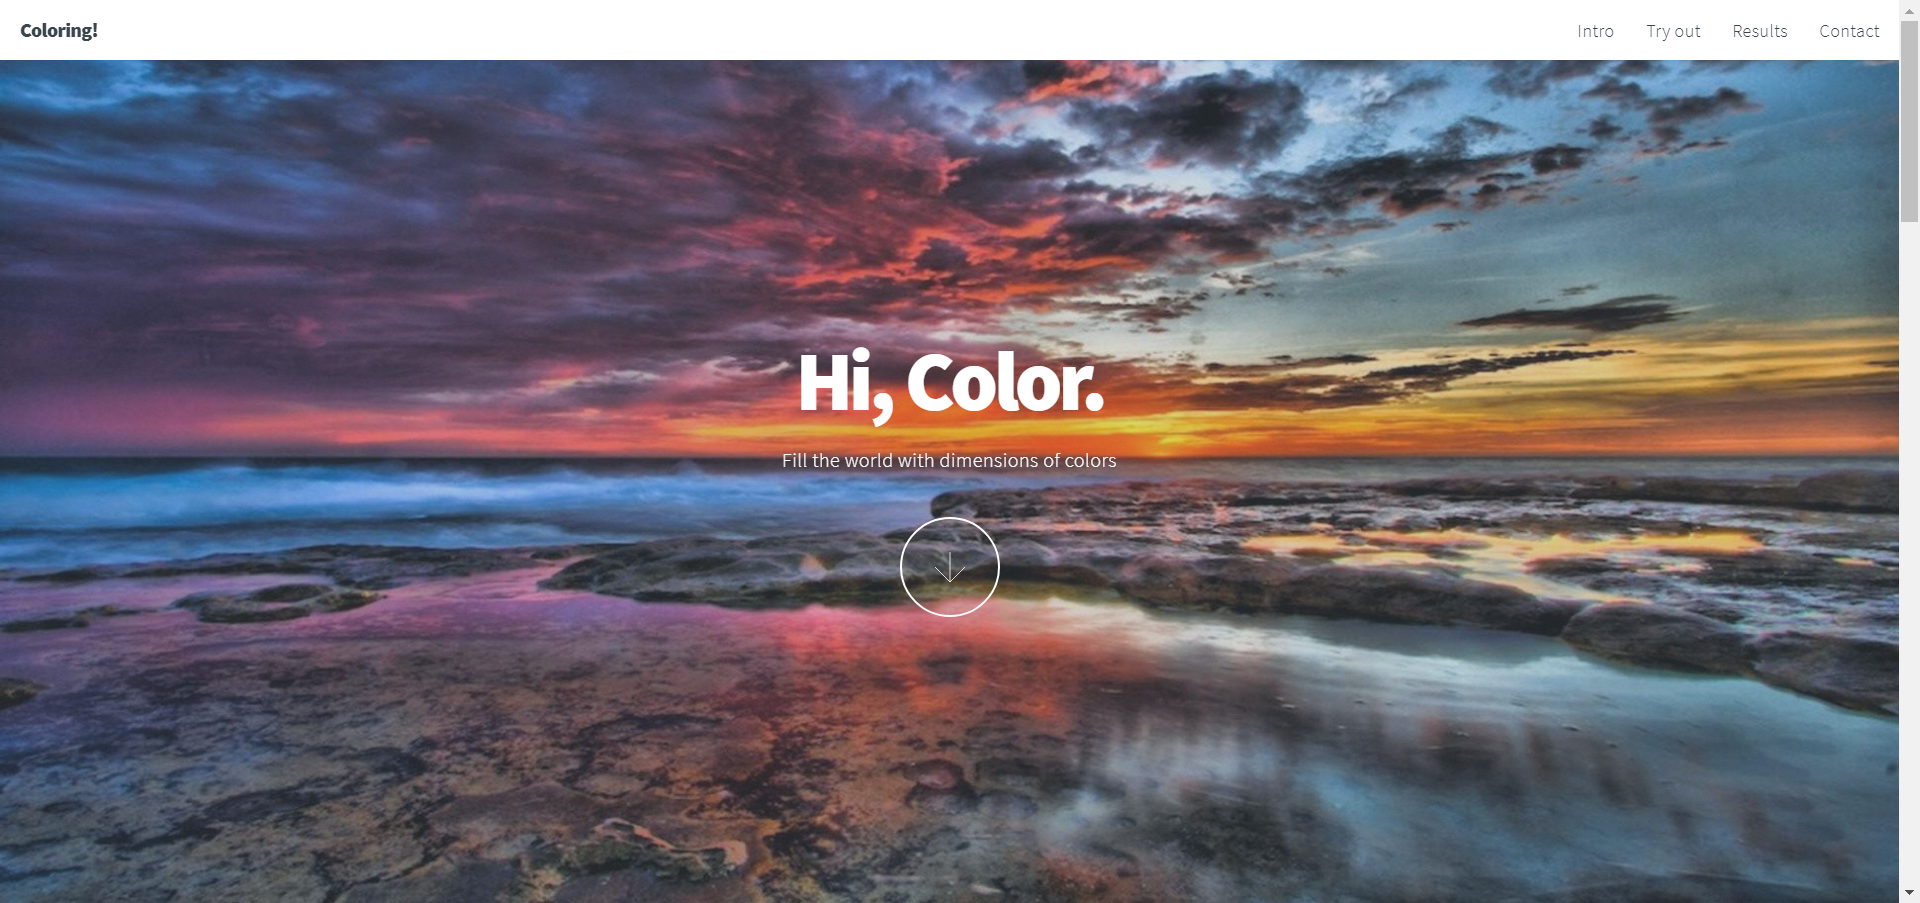 Coloring!
Intro
Try out
Results
Contact
Hi, Color.
Fill the world with dimensions of colors